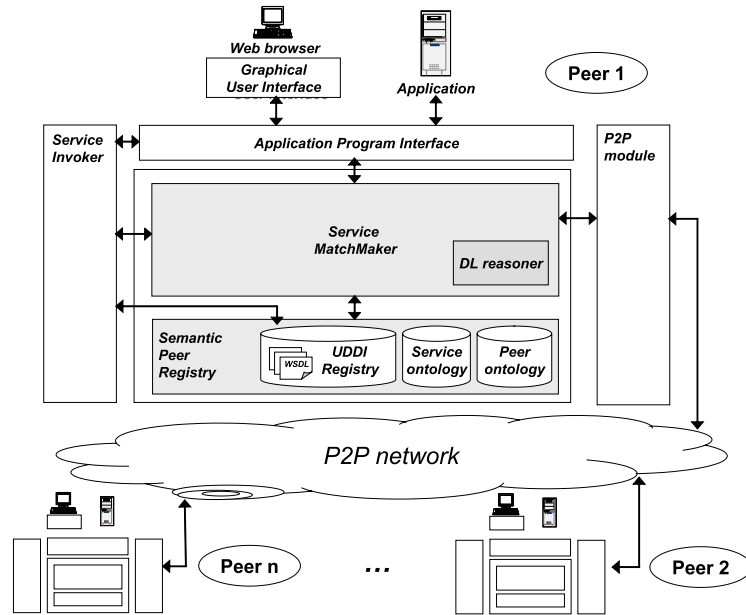 Web browser
Graphical
User Interface
Application
Peer 1
Service
Invoker
Application Program Interface
P2P
module
Service
MatchMaker
DL reasoner
Semantic
Peer
Registry
WSDL
UDDI
Registry
Service
ontology
Peer
ontology
P2P network
Peer n
...
Peer 2